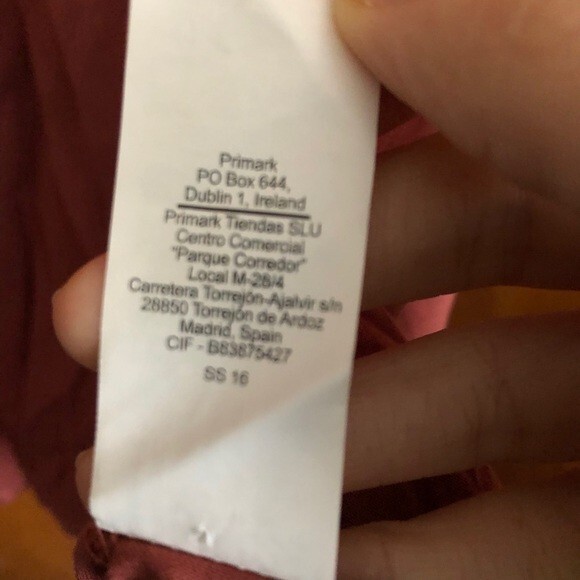 Primark
PO Box 644,
Dublin 1, Ireland
Primark Tiendas SLU
Centro Comercial
"Parque Corredor"
Local M-26/4
Carretera Torrejón-Ajalvir s/n
28850 Torrejón de Ardoz
Madrid, Spain
CIF - B83875427
SS 16